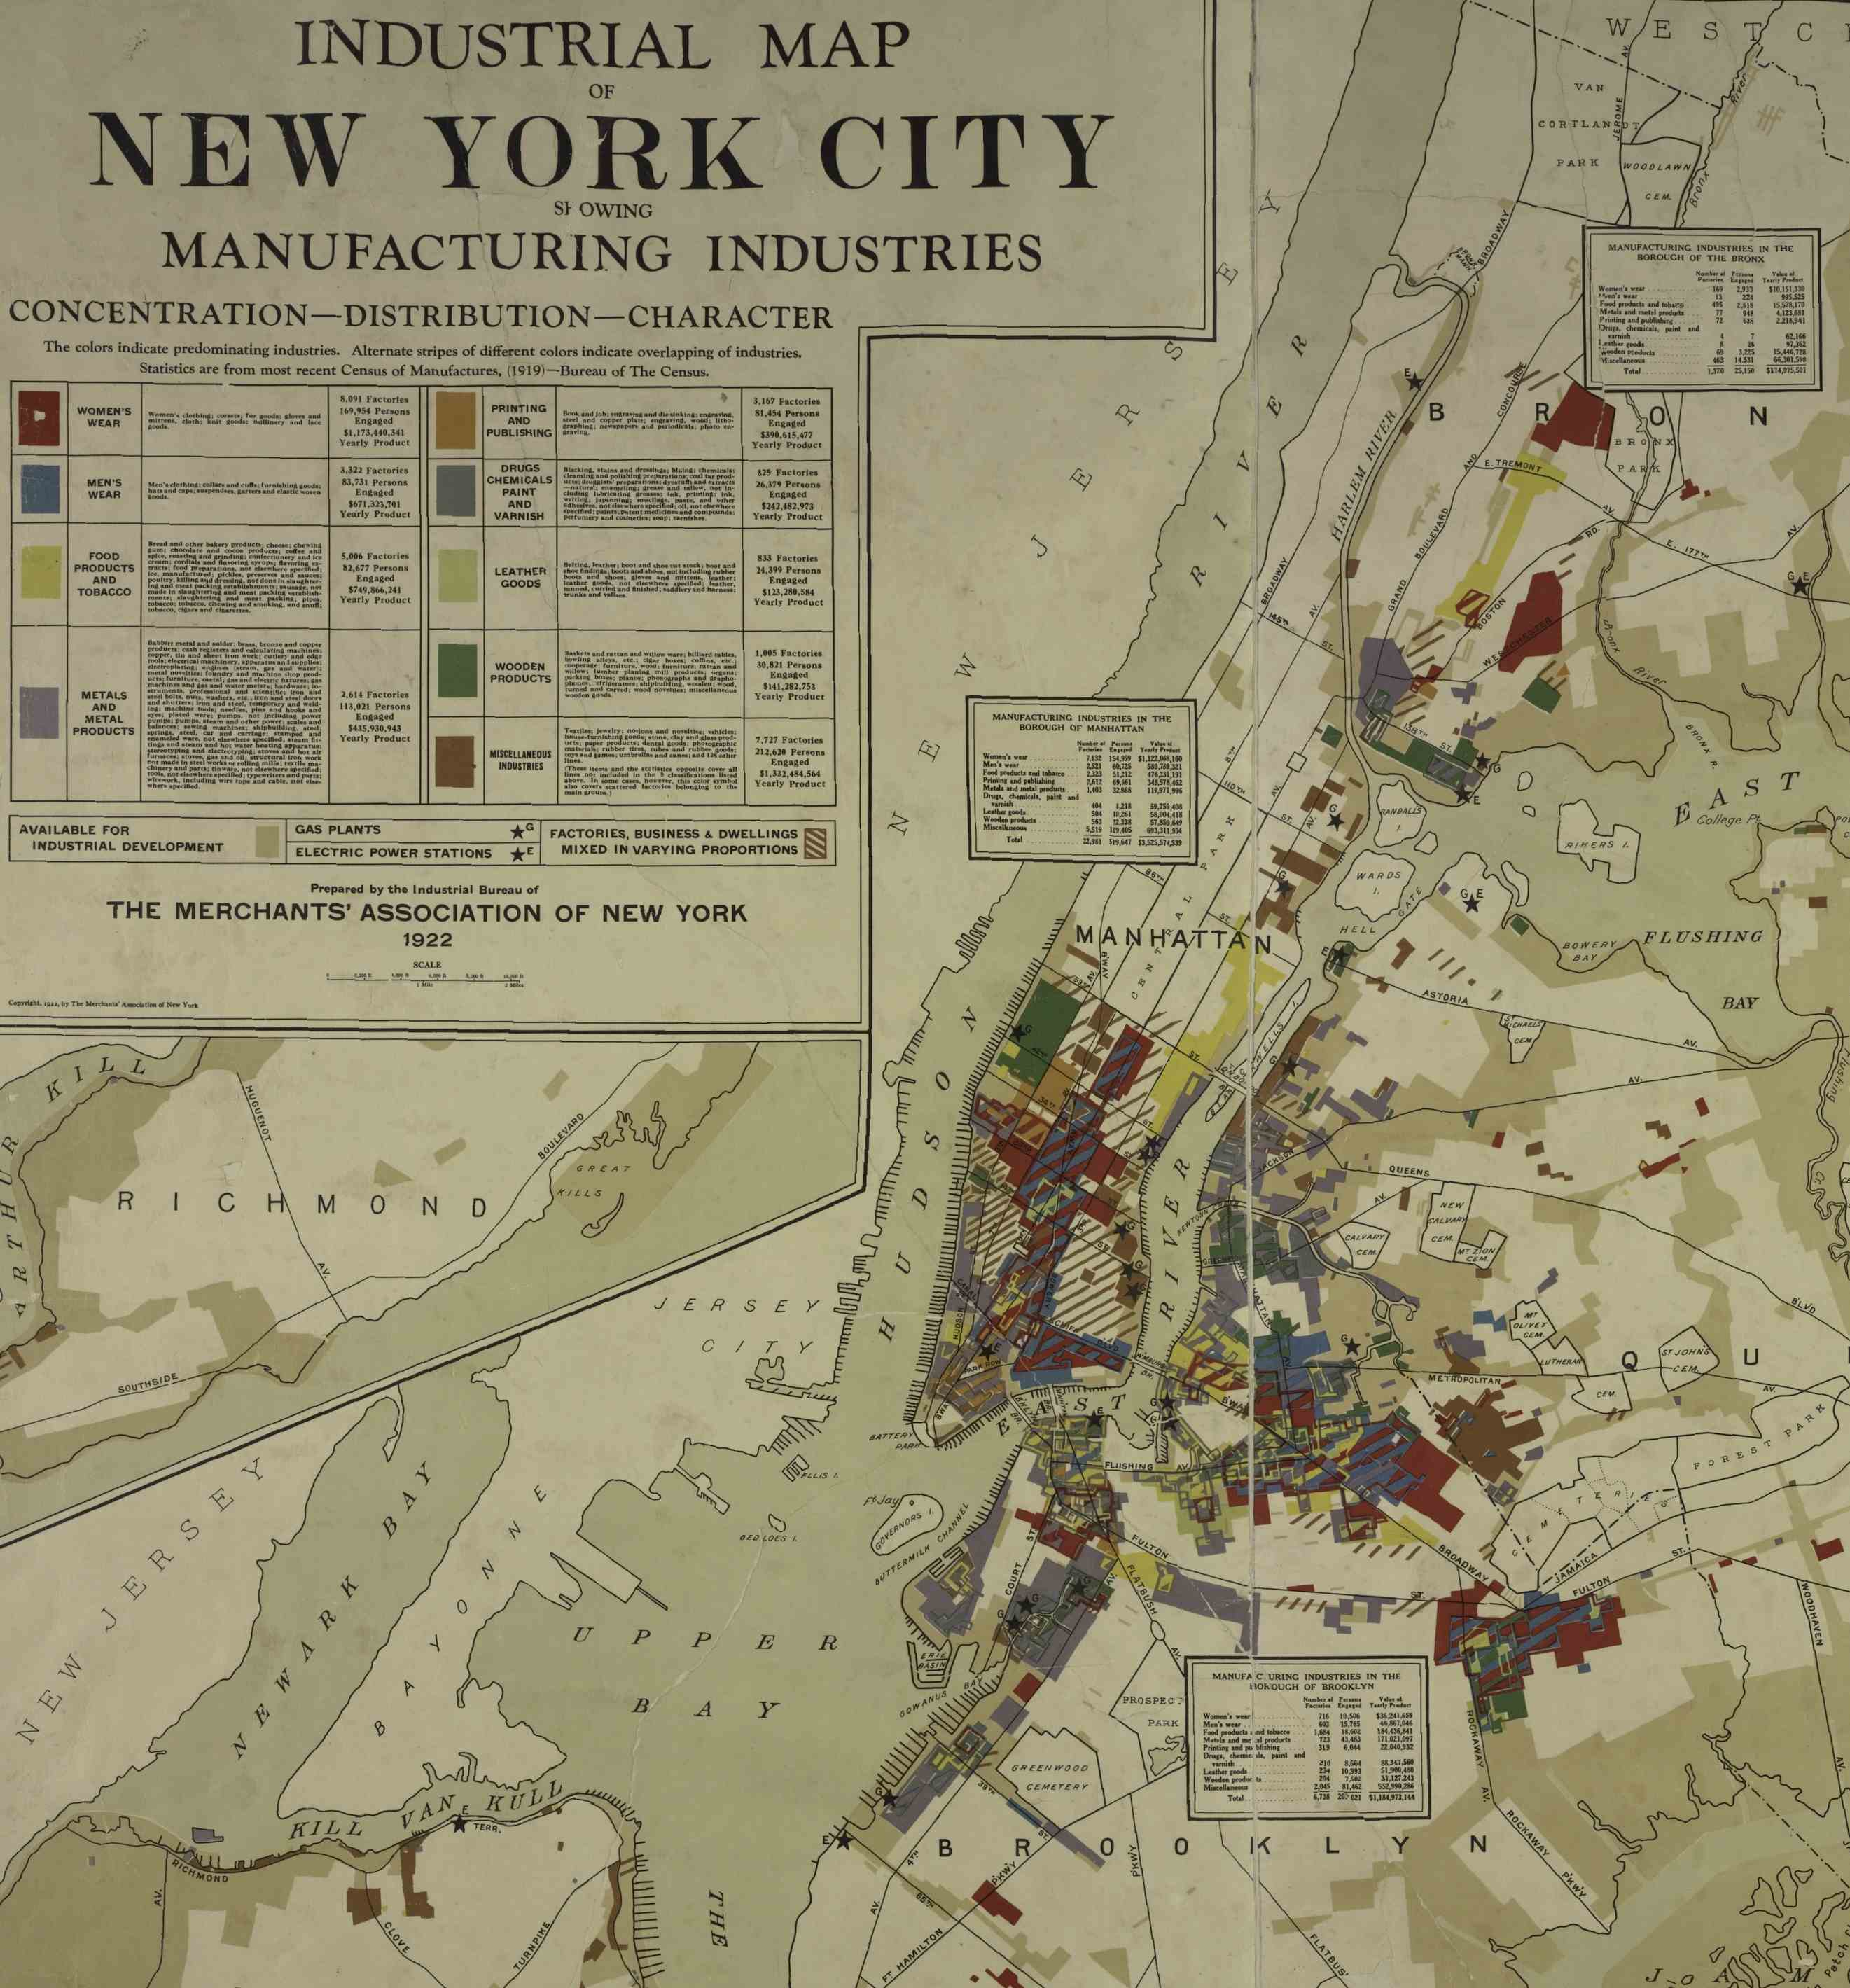 INDUSTRIAL MAP
OF
NEW YORK CITY
SHOWING
MANUFACTURING INDUSTRIES
CONCENTRATION—DISTRIBUTION—CHARACTER
The colors indicate predominating industries. Alternate stripes of different colors indicate overlapping of industries.
Statistics are from most recent Census of Manufactures, (1919)—Bureau of The Census.
WOMEN'S
WEAR
Women's clothing; corsets; fur goods; gloves and
mittens, cloth; knit goods; millinery and lace
goods.
8,091 Factories
169,954 Persons
Engaged
$1,173,440,341
Yearly Product
MEN'S
WEAR
Men's clothing; collars and cuffs; furnishing goods;
hats and caps; suspenders, garters and elastic woven
goods.
3,322 Factories
83,731 Persons
Engaged
$671,325,701
Yearly Product
FOOD
PRODUCTS
AND
TOBACCO
Bread and other bakery products; cheese; chewing
gum; chocolate and cocoa products; coffee and
spice, roasting and grinding; confectionery and ice
cream; cordials and flavoring syrups; flavoring ex-
tracts; food preparations, not elsewhere specified;
ice, manufactured; pickles, preserves and sauces;
poultry, killing and dressing, not done in slaughter-
ing and meat packing establishments; sausage, not
made in slaughtering and meat packing establish-
ments; slaughtering and meat packing; pipes,
tobacco; tobacco, chewing and smoking, and snuff;
tobacco, cigars and cigarettes.
5,006 Factories
82,677 Persons
Engaged
$749,866,241
Yearly Product
METALS
AND
METAL
PRODUCTS
Babbitt metal and solder; brass, bronze and copper
products; cash registers and calculating machines;
copper, tin and sheet iron work; cutlery and edge
tools; electrical machinery, apparatus and supplies;
electroplating; engines (steam, gas and water);
metal novelties; foundry and machine shop prod-
ucts; furniture, metal; gas and electric fixtures; gas
machines and gas and water meters; hardware; in-
struments, professional and scientific; iron and
steel bolts, nuts, washers, etc.; iron and steel doors
and shutters; iron and steel, temporary and weld-
ing; machine tools; needles, pins and hooks and
eyes; plated ware; pumps, not including power
pumps; pumps, steam and other power; scales and
balances; sewing machines; shipbuilding, steel;
springs, steel, car and carriage; stamped and
enameled ware, not elsewhere specified; steam fit-
tings and steam and hot water heating apparatus;
stereotyping and electrotyping; stoves and hot air
furnaces; stoves, gas and oil; structural iron work
not made in steel works or rolling mills; textile ma-
chinery and parts; tinware, not elsewhere specified;
tools, not elsewhere specified; typewriters and parts;
wirework, including wire rope and cable, not else-
where specified.
2,614 Factories
113,021 Persons
Engaged
$435,930,943
Yearly Product
PRINTING
AND
PUBLISHING
Book and job; engraving and die sinking; engraving,
steel and copper plate; engraving, wood; litho-
graphing; newspapers and periodicals; photo en-
graving.
3,167 Factories
81,454 Persons
Engaged
$390,615,477
Yearly Product
DRUGS
CHEMICALS
PAINT
AND
VARNISH
Blacking, stains and dressings; bluing; chemicals;
cleansing and polishing preparations, coal tar prod-
ucts; druggists' preparations; dyestuffs and extracts
—natural; enameling; grease and tallow, not in-
cluding lubricating greases; ink, printing; ink,
writing; japanning; mucilage, paste, and other
adhesives, not elsewhere specified; oil, not elsewhere
specified; paints; patent medicines and compounds;
perfumery and cosmetics; soap; varnishes.
825 Factories
26,379 Persons
Engaged
$242,482,973
Yearly Product
LEATHER
GOODS
Belting, leather; boot and shoe cut stock; boot and
shoe findings; boots and shoes, not including rubber
boots and shoes; gloves and mittens, leather;
leather goods, not elsewhere specified; leather,
tanned, curried and finished; saddlery and harness;
trunks and valises.
833 Factories
24,399 Persons
Engaged
$123,280,584
Yearly Product
WOODEN
PRODUCTS
Baskets and rattan and willow ware; billiard tables,
bowling alleys, etc.; cigar boxes; coffins, etc.;
cooperage; furniture, wood; furniture, rattan and
willow; lumber planing mill products; organs;
packing boxes; pianos; phonographs and grapho-
phones, refrigerators; shipbuilding, wooden; wood,
turned and carved; wood novelties; miscellaneous
wooden goods.
1,005 Factories
30,821 Persons
Engaged
$141,282,752
Yearly Product
MISCELLANEOUS
INDUSTRIES
Textiles; jewelry; notions and novelties; vehicles;
house-furnishing goods; stone, clay and glass prod-
ucts; paper products; dental goods; photographic
materials; rubber tires, tubes and rubber goods;
toys and games; umbrellas and canes; and 126 other
lines.
(These items and the statistics opposite cover all
lines not included in the 9 classifications listed
above. In some cases, however, this color symbol
also covers scattered factories belonging to the
main groups.)
7,727 Factories
212,620 Persons
Engaged
$1,332,484,564
Yearly Product
AVAILABLE FOR
INDUSTRIAL DEVELOPMENT
GAS PLANTS ★G
ELECTRIC POWER STATIONS ★E
FACTORIES, BUSINESS & DWELLINGS
MIXED IN VARYING PROPORTIONS
Prepared by the Industrial Bureau of
THE MERCHANTS' ASSOCIATION OF NEW YORK
1922
SCALE
1 Mile 2 Miles
Copyright, 1922, by The Merchants' Association of New York
WESTC
VAN
CORTLANDT
PARK
JEROME
AV.
WOODLAWN
CEM.
Bronx
River
BROADWAY
MANUFACTURING INDUSTRIES IN THE
BOROUGH OF THE BRONX
Number of Factories Persons Engaged Value of Yearly Product
Women's wear 169 2,933 $10,151,339
Men's wear 13 224 995,525
Food products and tobacco 495 2,618 15,578,170
Metals and metal products 77 948 4,123,681
Printing and publishing 72 638 2,218,941
Drugs, chemicals, paint and
varnish 4 7 62,166
Leather goods 8 26 97,362
Wooden products 69 3,225 15,446,728
Miscellaneous 463 14,531 66,301,590
Total 1,370 25,150 $114,975,501
BRON
BRONX
PARK
E. TREMONT
AV.
E. 177TH
AV.
GRAND
BOULEVARD
AND
CONCOURSE
BOSTON
RD.
WESTCHESTER
Bronx
River
BRONX R.
HARLEM RIVER
BROADWAY
145TH
ST.
138TH
ST.
110TH
ST.
8TH
AV.
86TH
ST.
NEW JERSEY
HUDSON RIVER
MANUFACTURING INDUSTRIES IN THE
BOROUGH OF MANHATTAN
Number of Factories Persons Engaged Value of Yearly Product
Women's wear 7,132 154,959 $1,122,068,160
Men's wear 2,521 60,725 589,789,321
Food products and tobacco 2,323 51,212 476,231,191
Printing and publishing 2,612 69,661 348,578,462
Metals and metal products 1,403 32,868 119,971,996
Drugs, chemicals, paint and
varnish 404 59,759,408
Leather goods 504 10,261 58,004,418
Wooden products 563 12,338 57,859,649
Miscellaneous 5,519 119,405 693,311,934
Total 22,981 519,647 $3,525,574,539
MANHATTAN
CENTRAL PARK
RANDALLS
I.
WARDS
I.
HELL GATE
RIKERS I.
EAST
College Pt.
BOWERY
BAY
FLUSHING
BAY
Flushing
ASTORIA
AV.
ST MICHAELS
CEM.
AV.
JACKSON
QUEENS
BLVD
NEW
CALVARY
CEM.
CALVARY
CEM.
MT ZION
CEM.
MT
OLIVET
CEM.
LUTHERAN
CEM.
ST JOHNS
CEM.
METROPOLITAN
AV.
QU
FOREST PARK
CEMETERIES
JAMAICA
FULTON
ST.
WOODHAVEN
AV.
EAST RIVER
34TH
CANAL
HUDSON
PARK ROW
BATTERY
PARK
KILL
ARTHUR
HUGUENOT
AV.
BOULEVARD
GREAT
KILLS
RICHMOND
SOUTHSIDE
JERSEY
CITY
ELLIS I.
BEDLOES I.
Ft Jay
GOVERNORS I.
BUTTERMILK CHANNEL
NEW JERSEY
NEWARK BAY
BAYONNE
UPPER
BAY
ERIE
BASIN
GOWANUS BAY
FLUSHING AV.
FULTON
ST.
COURT ST.
FLATBUSH
AV.
BROADWAY
PROSPECT
PARK
GREENWOOD
CEMETERY
39TH
ST.
MANUFACTURING INDUSTRIES IN THE
BOROUGH OF BROOKLYN
Number of Factories Persons Engaged Value of Yearly Product
Women's wear 716 10,506 $36,241,659
Men's wear 603 15,765 46,867,046
Food products and tobacco 1,684 184,436,841
Metals and metal products 723 43,483 171,021,097
Printing and publishing 319 6,044 22,040,932
Drugs, chemicals, paint and
varnish 210 8,664 88,347,560
Leather goods 234 10,993 51,900,480
Wooden products 204 7,502 31,127,243
Miscellaneous 2,045 81,462 552,990,286
Total 6,738 $1,184,973,144
ROCKAWAY AV.
ROCKAWAY
PKWY
KILL VAN KULL
RICHMOND
TERR.
AV.
CLOVE
TURNPIKE
THE
BROOKLYN
4TH
AV.
65TH
FT. HAMILTON
PKWY
PKWY
FLATBUS'
Patch